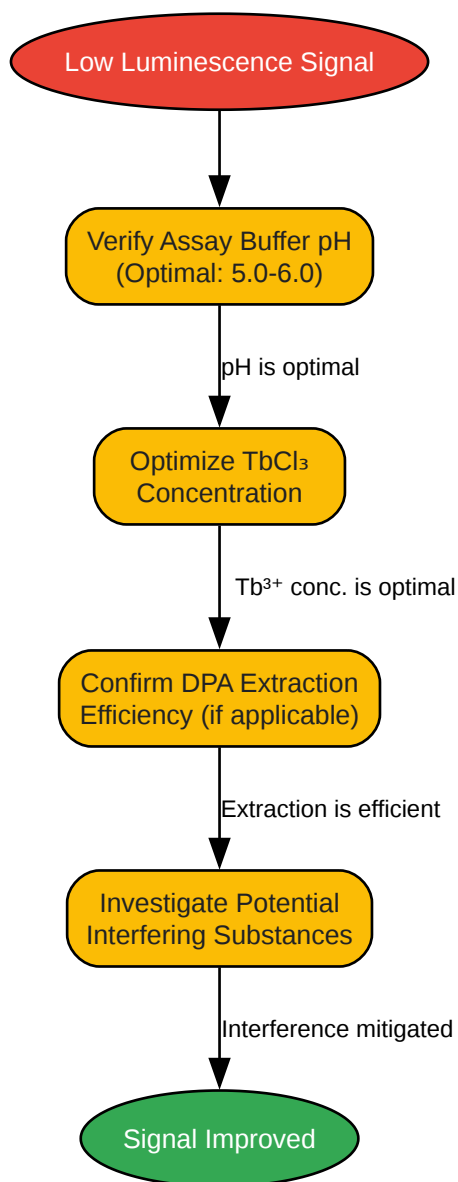 Low Luminescence Signal
Verify Assay Buffer pH
(Optimal: 5.0-6.0)
pH is optimal
Optimize TbCl₃
Concentration
Tb³⁺ conc. is optimal
Confirm DPA Extraction
Efficiency (if applicable)
Extraction is efficient
Investigate Potential
Interfering Substances
Interference mitigated
Signal Improved